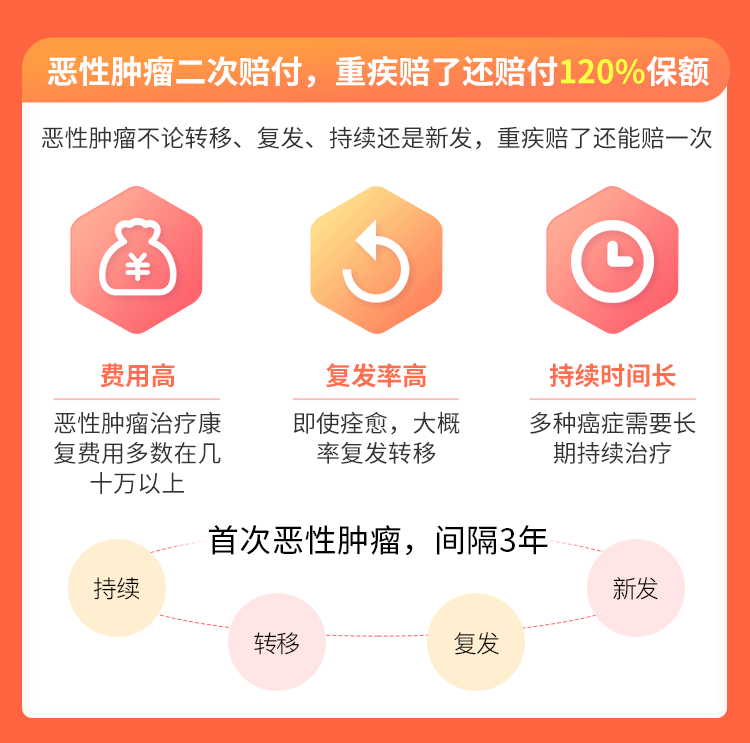 恶性肿瘤二次赔付，重疾赔了还赔付120%保额
恶性肿瘤不论转移、复发、持续还是新发，重疾赔了还能赔一次
¥
费用高
恶性肿瘤治疗康
复费用多数在几
十万以上
复发率高
即使痊愈，大概
率复发转移
持续时间长
多种癌症需要长
期持续治疗
首次恶性肿瘤，间隔3年
持续
转移
复发
新发